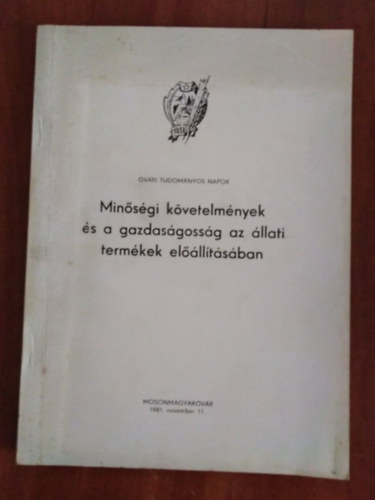 ÓVÁRI TUDOMÁNYOS NAPOK
Minőségi követelmények
és a gazdaságosság az állati
termékek előállításában
MOSONMAGYARÓVÁR
1981. november 11.